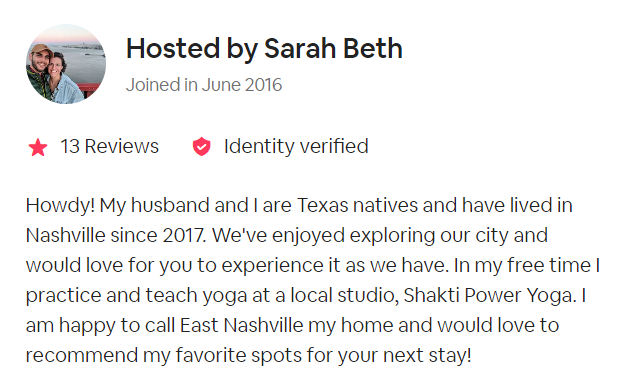 Hosted by Sarah Beth
Joined in June 2016
13 Reviews Identity verified
Howdy! My husband and I are Texas natives and have lived in
Nashville since 2017. We've enjoyed exploring our city and
would love for you to experience it as we have. In my free time I
practice and teach yoga at a local studio, Shakti Power Yoga. I
am happy to call East Nashville my home and would love to
recommend my favorite spots for your next stay!